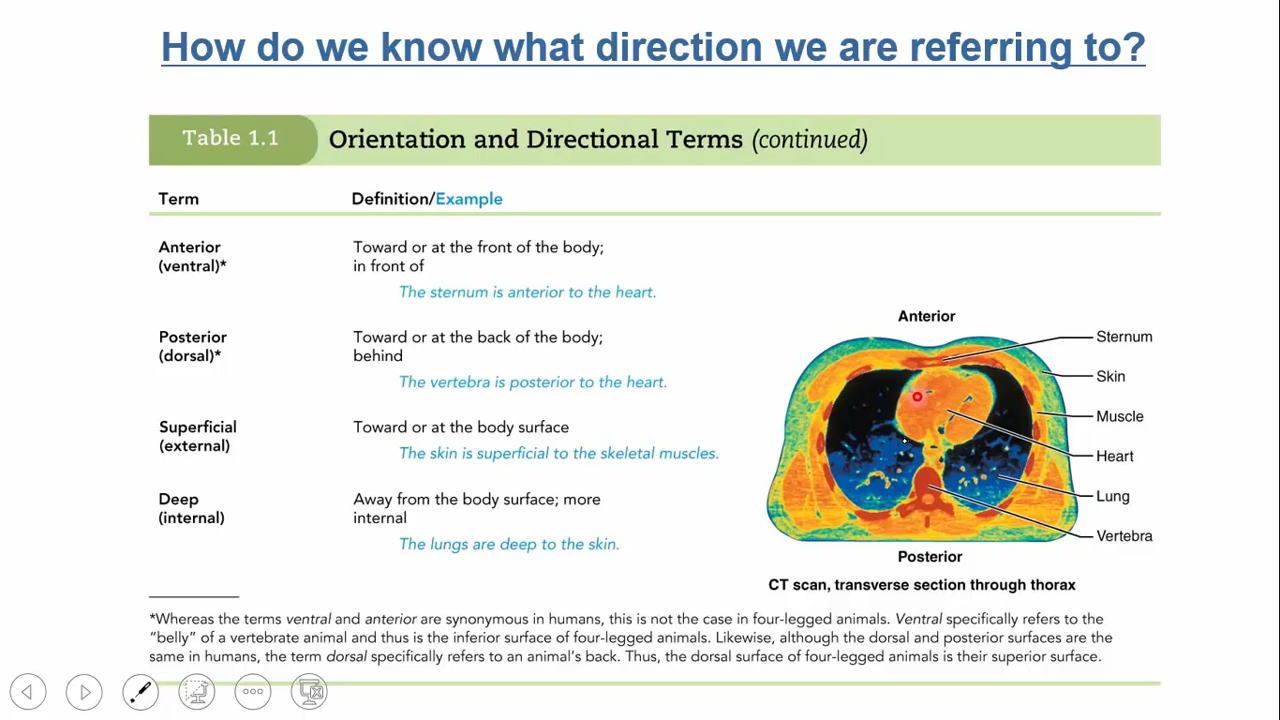 How do we know what direction we are referring to?
Table 1.1
Orientation and Directional Terms (continued)
Term
Definition/Example
Anterior
(ventral)*
Toward or at the front of the body;
in front of
The sternum is anterior to the heart.
Posterior
(dorsal)*
Toward or at the back of the body;
behind
The vertebra is posterior to the heart.
Superficial
(external)
Toward or at the body surface
The skin is superficial to the skeletal muscles.
Deep
(internal)
Away from the body surface; more
internal
The lungs are deep to the skin.
Anterior
Sternum
Skin
Muscle
Heart
Lung
Vertebra
Posterior
CT scan, transverse section through thorax
*Whereas the terms ventral and anterior are synonymous in humans, this is not the case in four-legged animals. Ventral specifically refers to the
“belly” of a vertebrate animal and thus is the inferior surface of four-legged animals. Likewise, although the dorsal and posterior surfaces are the
same in humans, the term dorsal specifically refers to an animal’s back. Thus, the dorsal surface of four-legged animals is their superior surface.